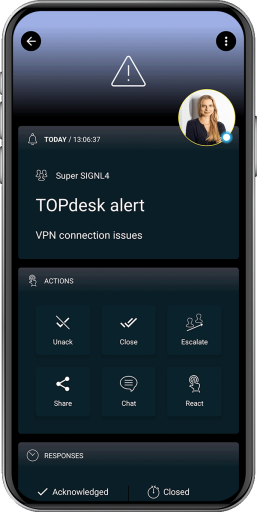 TODAY / 13:06:37
Super SIGNL4
TOPdesk alert
VPN connection issues
ACTIONS
Unack Close Escalate
Share Chat React
RESPONSES
Acknowledged Closed